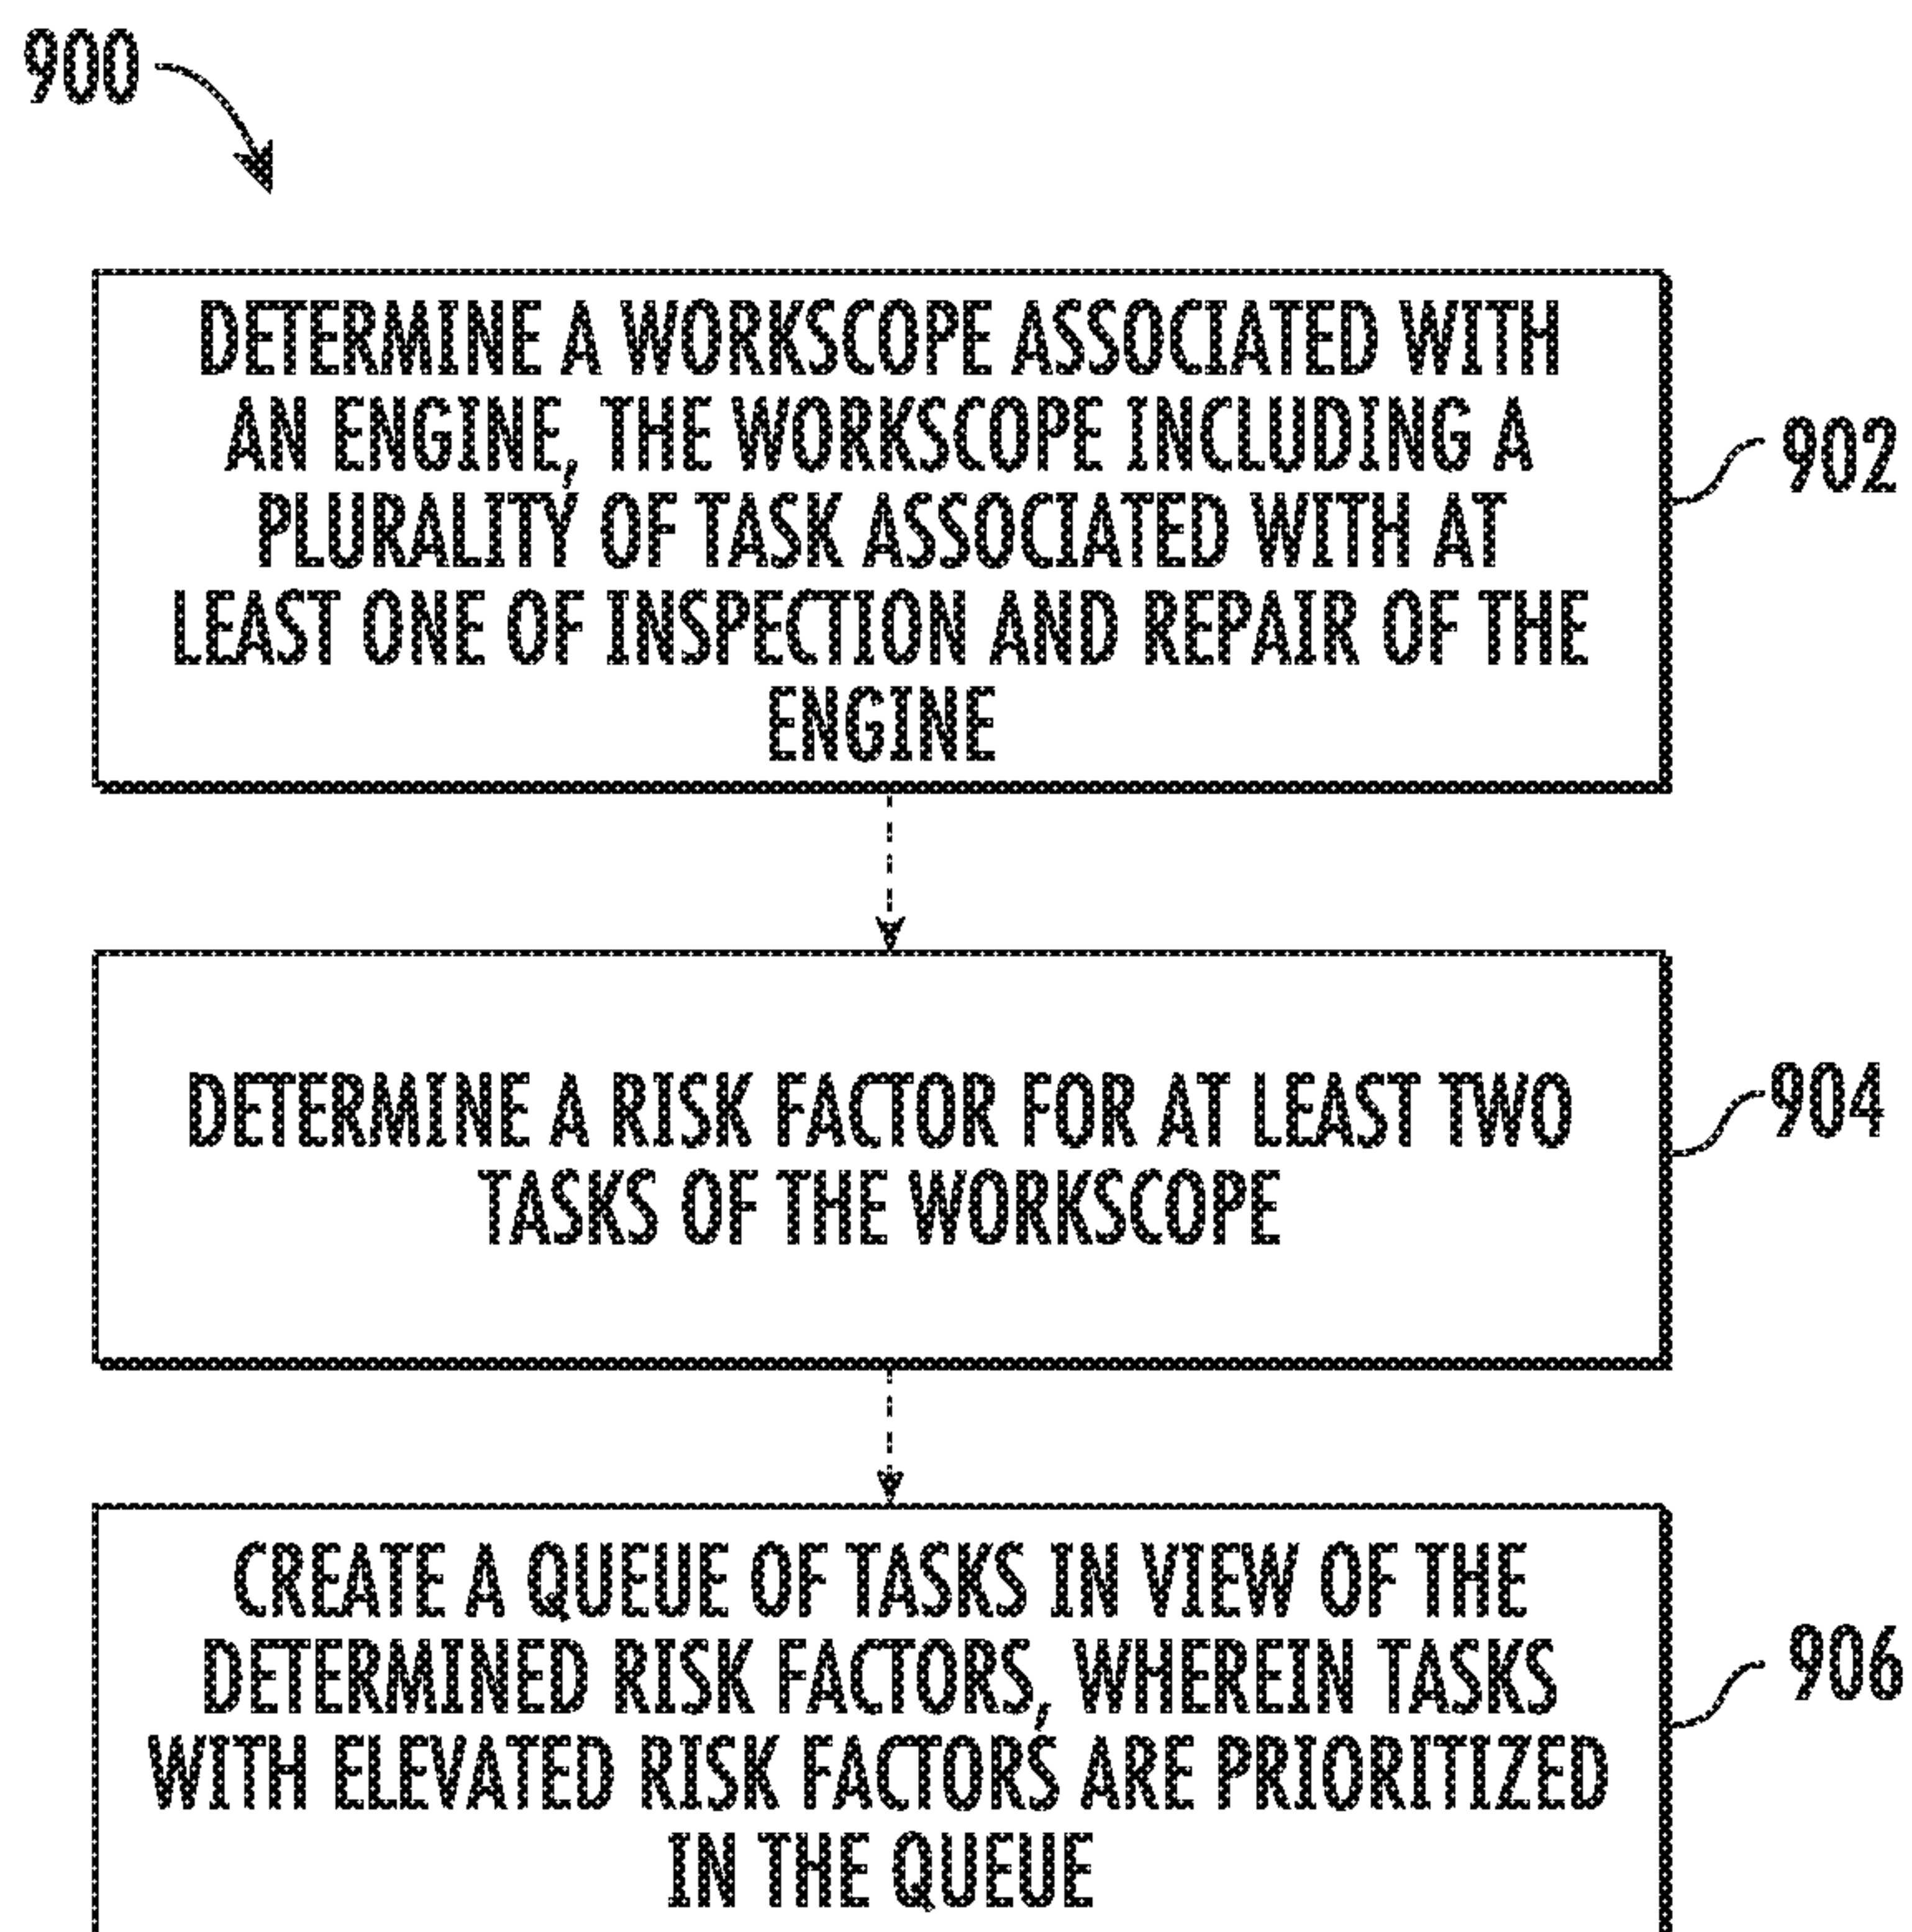 900
DETERMINE A WORKSCOPE ASSOCIATED WITH
AN ENGINE, THE WORKSCOPE INCLUDING A
PLURALITY OF TASK ASSOCIATED WITH AT
LEAST ONE OF INSPECTION AND REPAIR OF THE
ENGINE
902
DETERMINE A RISK FACTOR FOR AT LEAST TWO
TASKS OF THE WORKSCOPE
904
CREATE A QUEUE OF TASKS IN VIEW OF THE
DETERMINED RISK FACTORS, WHEREIN TASKS
WITH ELEVATED RISK FACTORS ARE PRIORITIZED
IN THE QUEUE
906